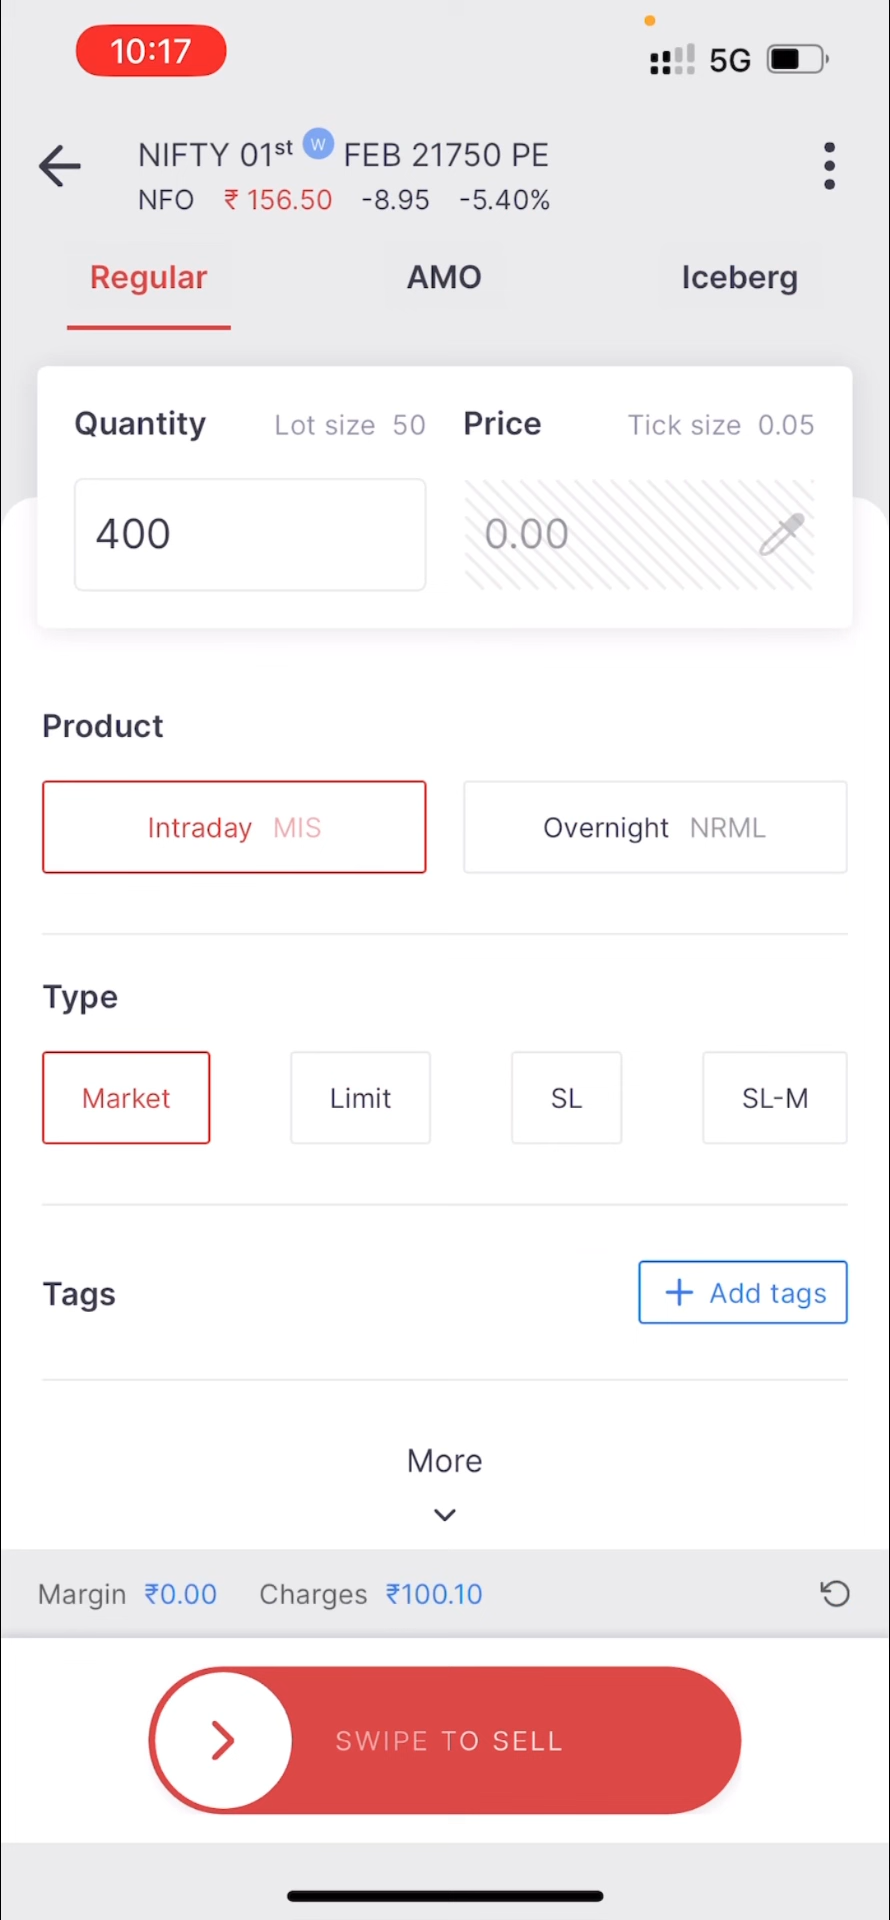 10:17
5G
NIFTY 01st W FEB 21750 PE
NFO ₹ 156.50 -8.95 -5.40%
Regular AMO Iceberg
Quantity Lot size 50 Price Tick size 0.05
400 0.00
Product
Intraday MIS Overnight NRML
Type
Market Limit SL SL-M
Tags + Add tags
More
Margin ₹0.00 Charges ₹100.10
SWIPE TO SELL